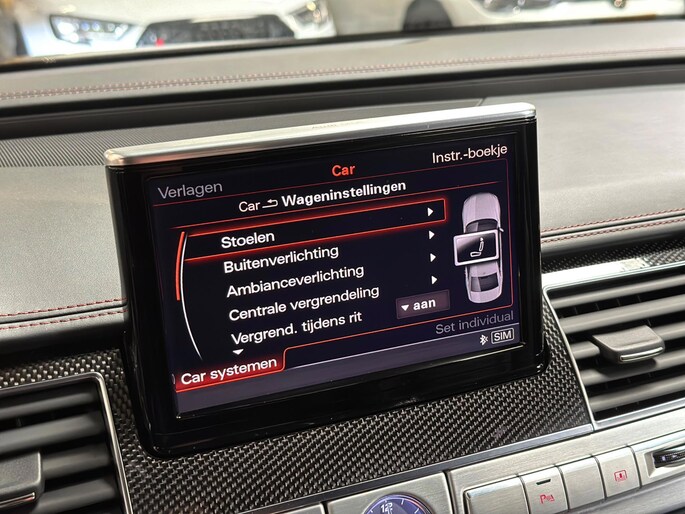 Car
Verlagen
Instr.-boekje
Car Wageninstellingen
Stoelen
Buitenverlichting
Ambianceverlichting
Centrale vergrendeling
Vergrend. tijdens rit
aan
Set individual
SIM
Car systemen
12